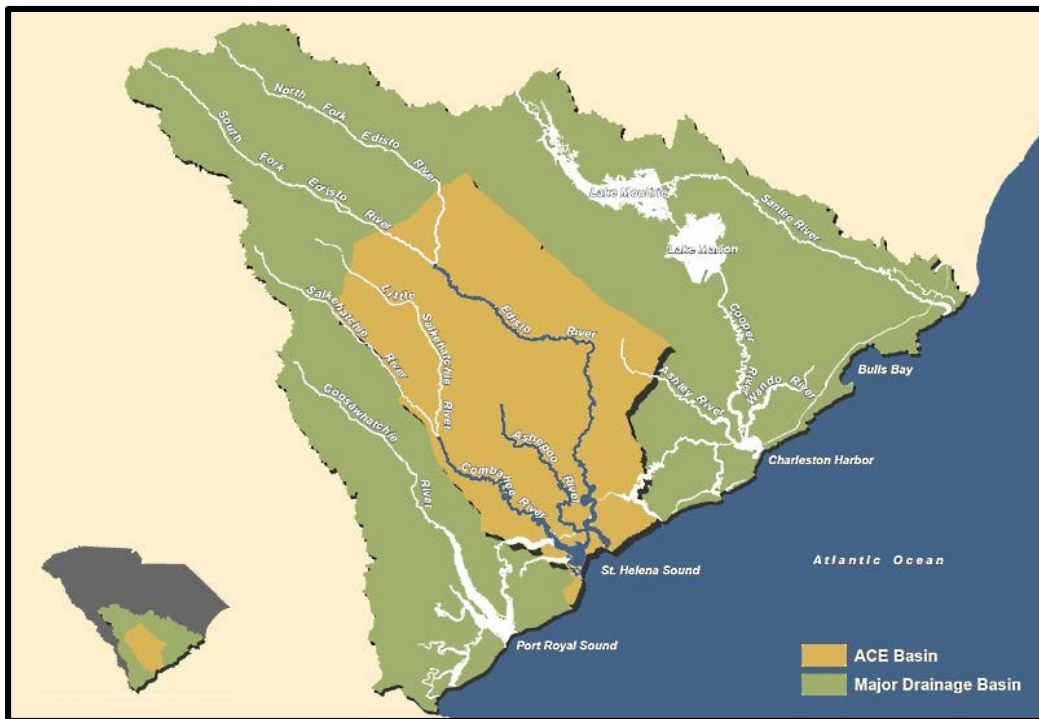 North Fork Edisto River
South Fork Edisto River
Lake Moultrie
Santee River
Lake Marion
Little Salkehatchie River
Salkehatchie River
Edisto River
Cooper River
Wando River
Ashley River
Bulls Bay
Coosawhatchie River
Ashepoo River
Combahee River
Charleston Harbor
Atlantic Ocean
St. Helena Sound
Port Royal Sound
ACE Basin
Major Drainage Basin